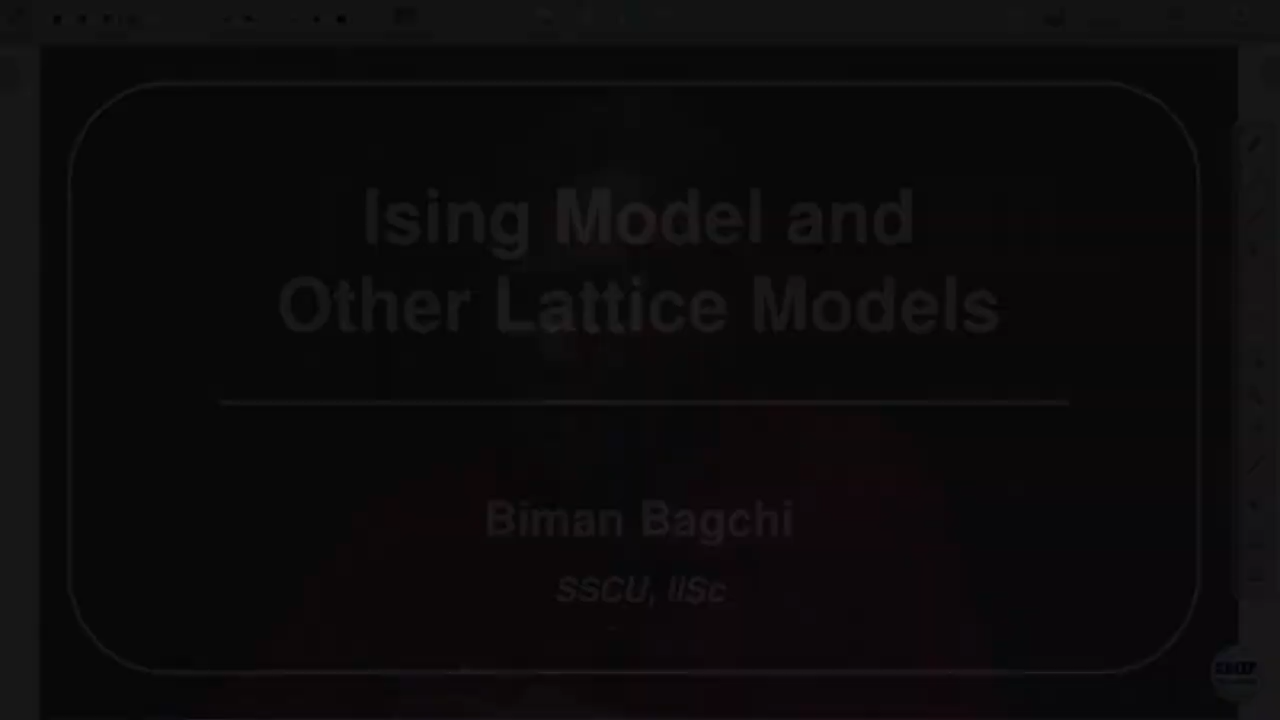 Ising Model and
Other Lattice Models
Biman Bagchi
SSCU, IISc